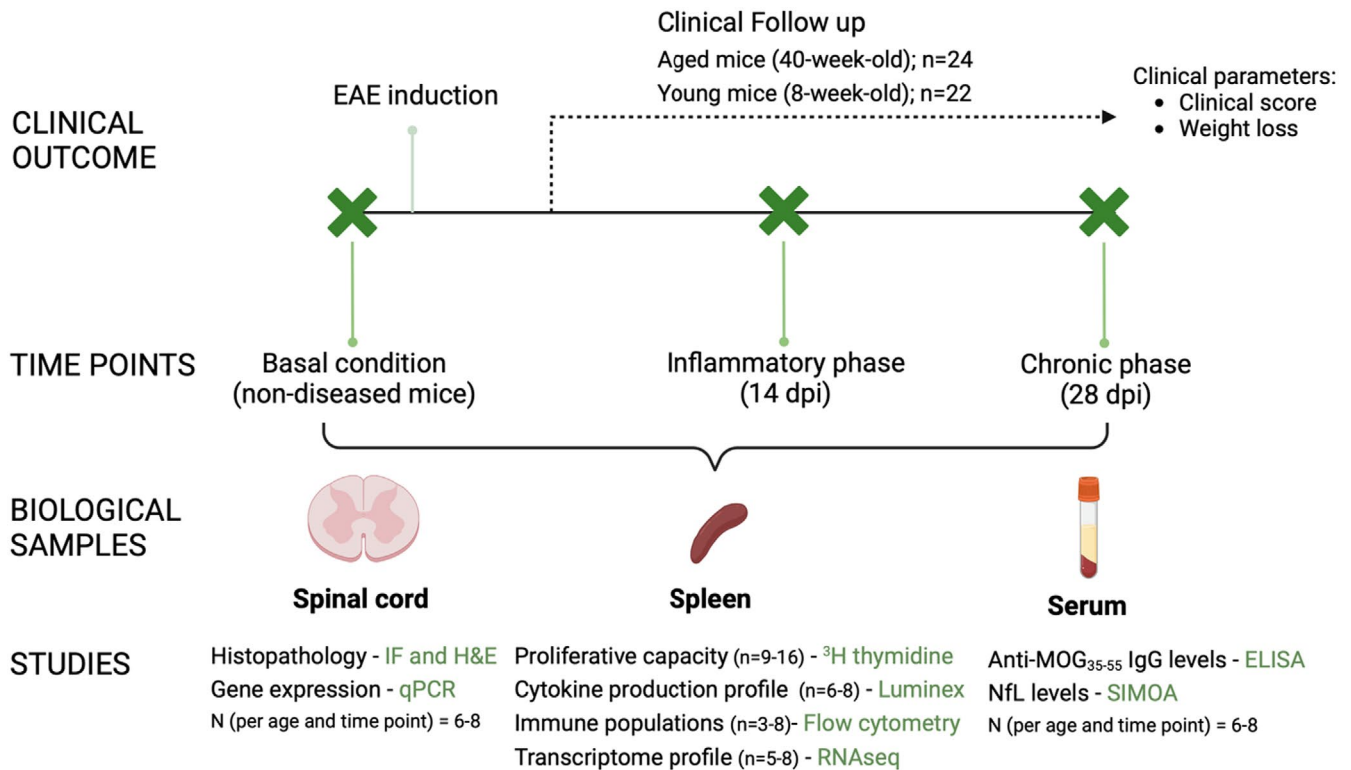 Clinical Follow up
Aged mice (40-week-old); n=24
Young mice (8-week-old); n=22
EAE induction
Clinical parameters:
• Clinical score
• Weight loss
CLINICAL
OUTCOME
TIME POINTS
Basal condition
(non-diseased mice)
Inflammatory phase
(14 dpi)
Chronic phase
(28 dpi)
BIOLOGICAL
SAMPLES
Spinal cord
Spleen
Serum
STUDIES
Histopathology - IF and H&E
Gene expression - qPCR
N (per age and time point) = 6-8
Proliferative capacity (n=9-16) - ³H thymidine
Cytokine production profile (n=6-8) - Luminex
Immune populations (n=3-8)- Flow cytometry
Transcriptome profile (n=5-8) - RNAseq
Anti-MOG₃₅₋₅₅ IgG levels - ELISA
NfL levels - SIMOA
N (per age and time point) = 6-8